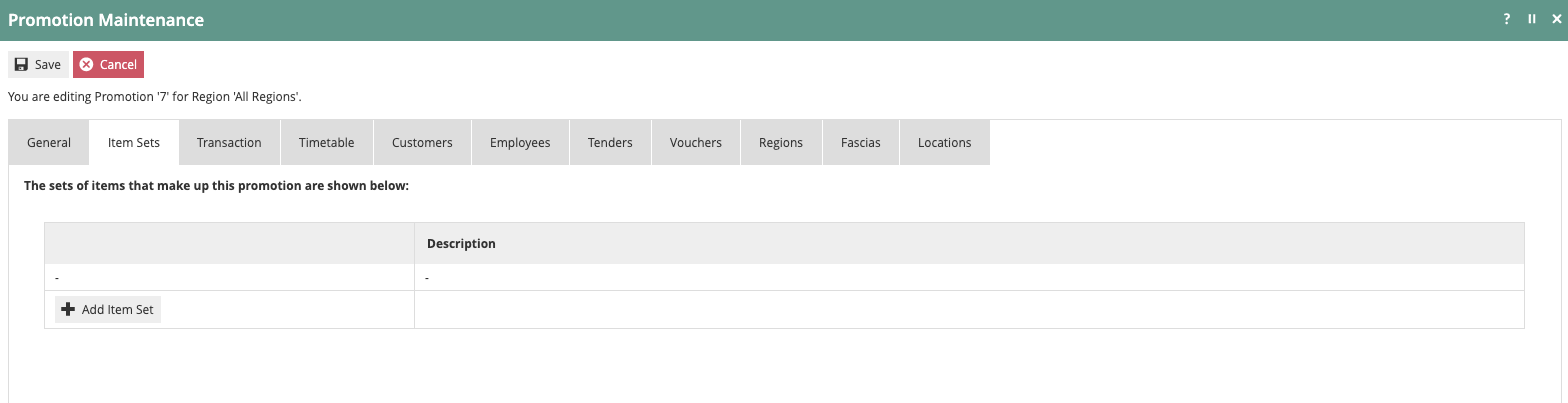 Promotion Maintenance ? II ×
Save Cancel
You are editing Promotion '7' for Region 'All Regions'.
General Item Sets Transaction Timetable Customers Employees Tenders Vouchers Regions Fascias Locations
The sets of items that make up this promotion are shown below:
Description
- -
Add Item Set